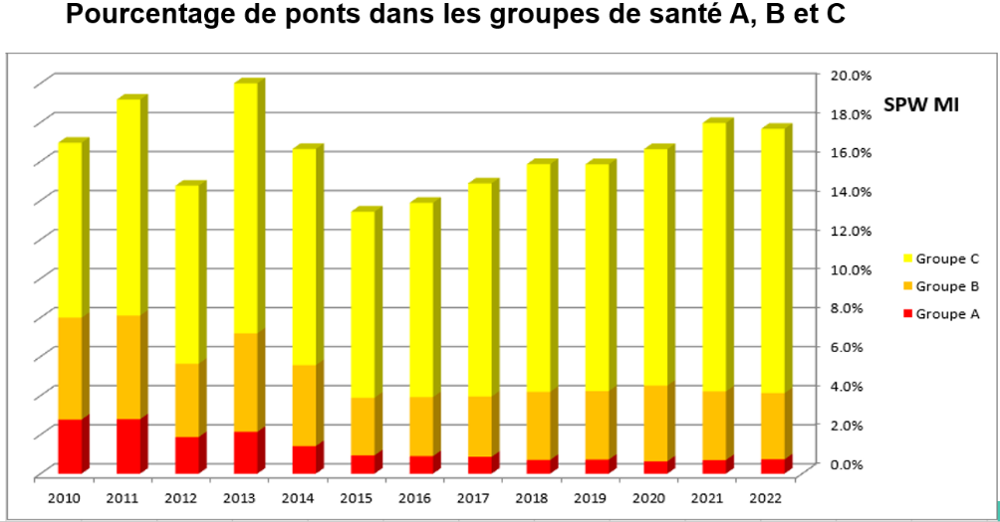 Pourcentage de ponts dans les groupes de santé A, B et C
20.0%
SPW MI
18.0%
16.0%
14.0%
12.0%
10.0%
Groupe C
Groupe B
8.0%
Groupe A
6.0%
4.0%
2.0%
0.0%
2010 2011 2012 2013 2014 2015 2016 2017 2018 2019 2020 2021 2022